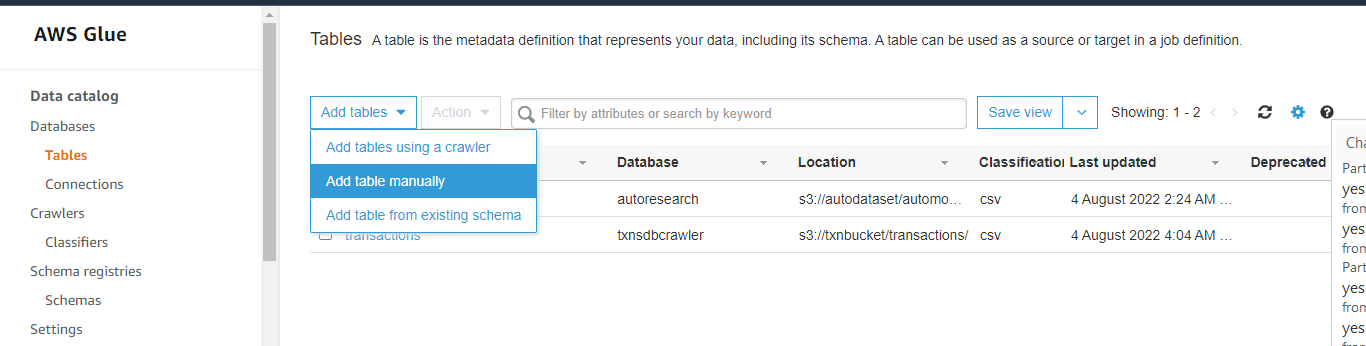 AWS Glue
Data catalog
Databases
Tables
Connections
Crawlers
Classifiers
Schema registries
Schemas
Settings
Tables A table is the metadata definition that represents your data, including its schema. A table can be used as a source or target in a job definition.
Add tables Action Filter by attributes or search by keyword Save view Showing: 1 - 2
Add tables using a crawler
Add table manually
Add table from existing schema
Database Location Classification Last updated Deprecated
autoresearch s3://autodataset/automo... csv 4 August 2022 2:24 AM ...
transactions txnsdbcrawler s3://txnbucket/transactions/ csv 4 August 2022 4:04 AM ...
Cha
Part
yes
from
yes
from
Part
yes
from
yes